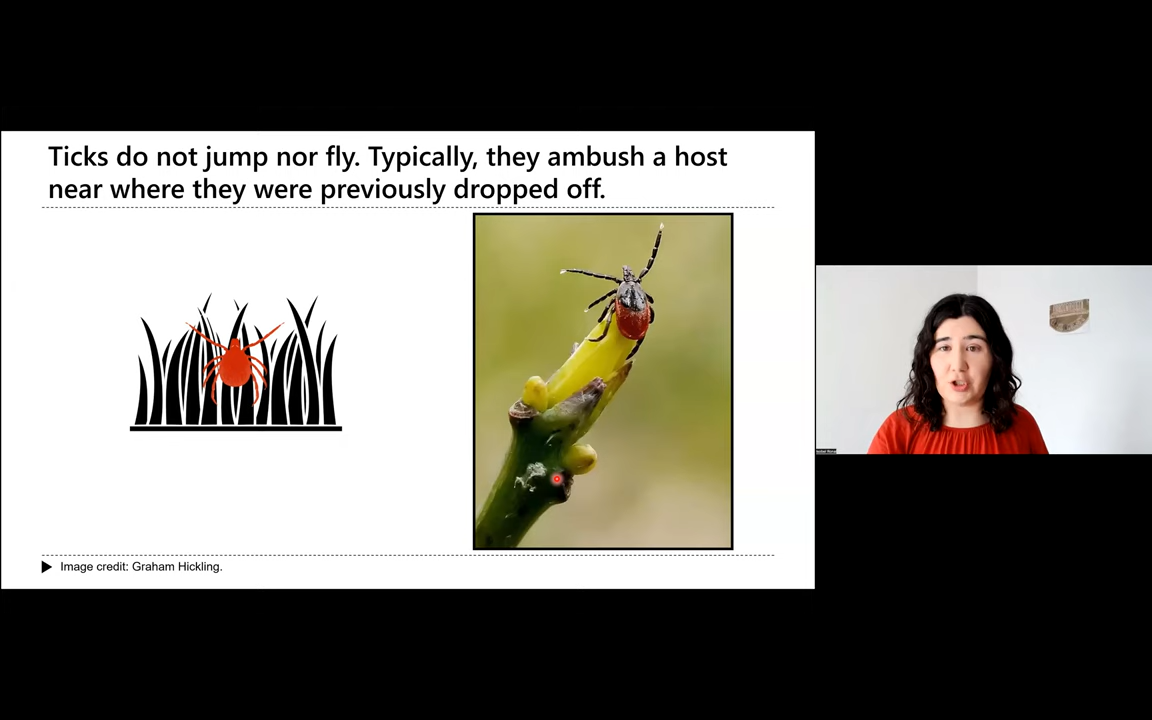 Ticks do not jump nor fly. Typically, they ambush a host
near where they were previously dropped off.
Image credit: Graham Hickling.